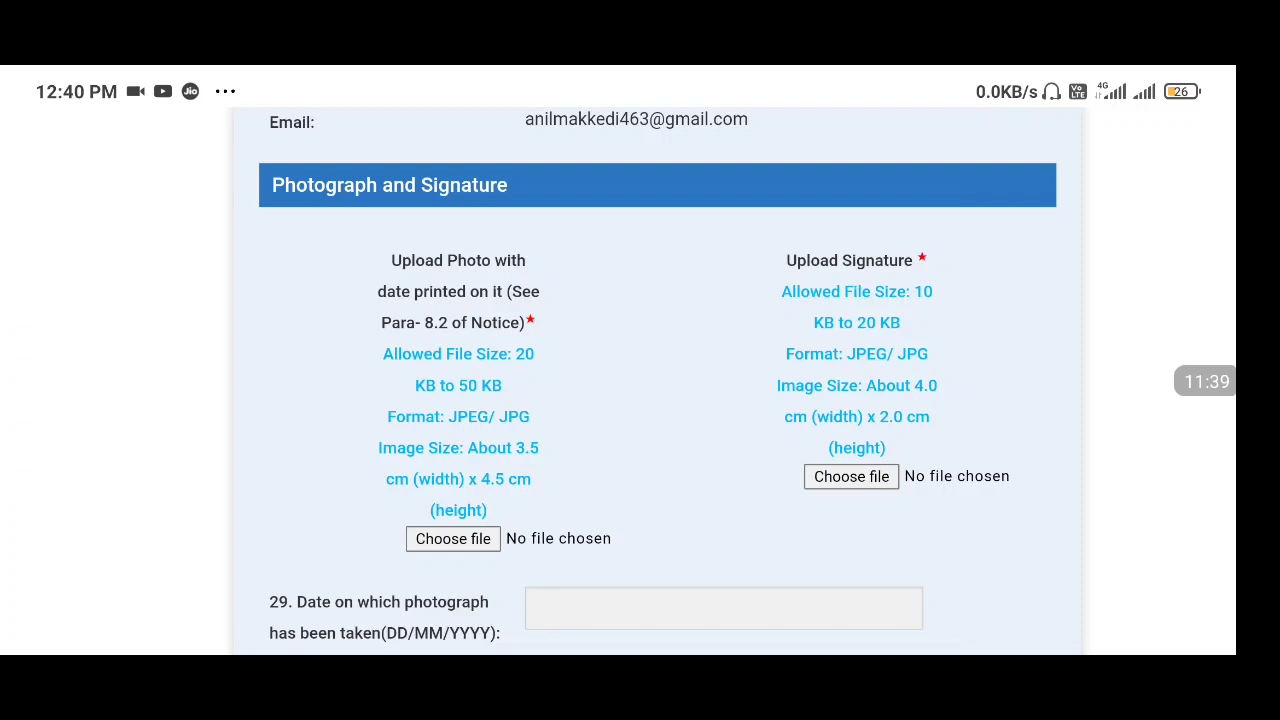 12:40 PM ... 0.0KB/s Vo LTE 4G 26
Jio
Email: anilmakkedi463@gmail.com
Photograph and Signature
Upload Photo with
date printed on it (See
Para- 8.2 of Notice)*
Allowed File Size: 20
KB to 50 KB
Format: JPEG/ JPG
Image Size: About 3.5
cm (width) x 4.5 cm
(height)
Choose file No file chosen
Upload Signature *
Allowed File Size: 10
KB to 20 KB
Format: JPEG/ JPG
Image Size: About 4.0
cm (width) x 2.0 cm
(height)
Choose file No file chosen
11:39
29. Date on which photograph
has been taken(DD/MM/YYYY):